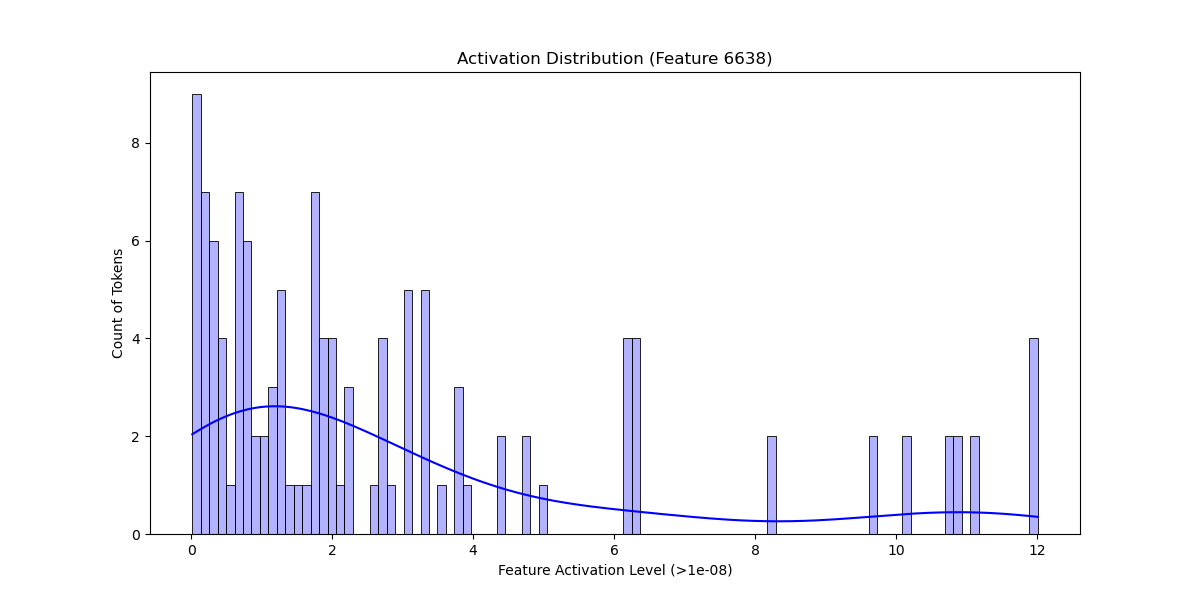 Activation Distribution (Feature 6638)
Count of Tokens
8
6
4
2
0
0 2 4 6 8 10 12
Feature Activation Level (>1e-08)